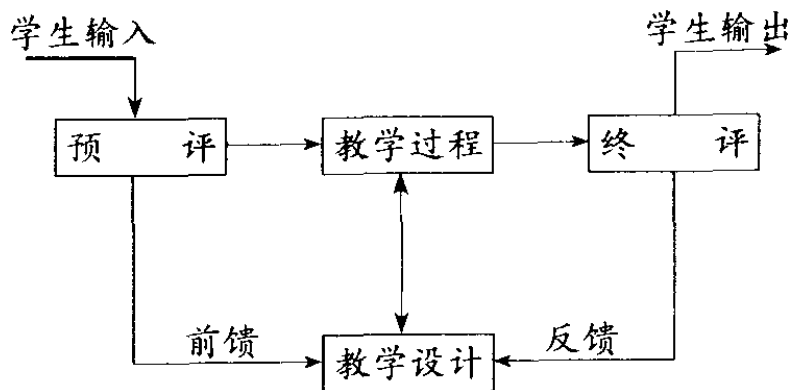 学生输入
学生输出
预 评
教学过程
终 评
前馈
反馈
教学设计